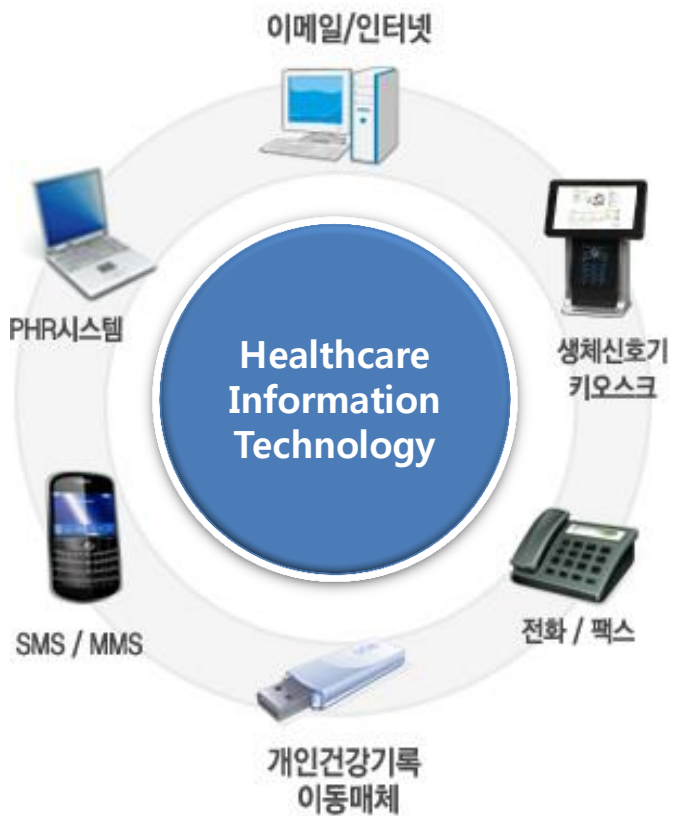 이메일/인터넷
PHR시스템
생체신호기
키오스크
Healthcare
Information
Technology
SMS / MMS
전화 / 팩스
개인건강기록
이동매체